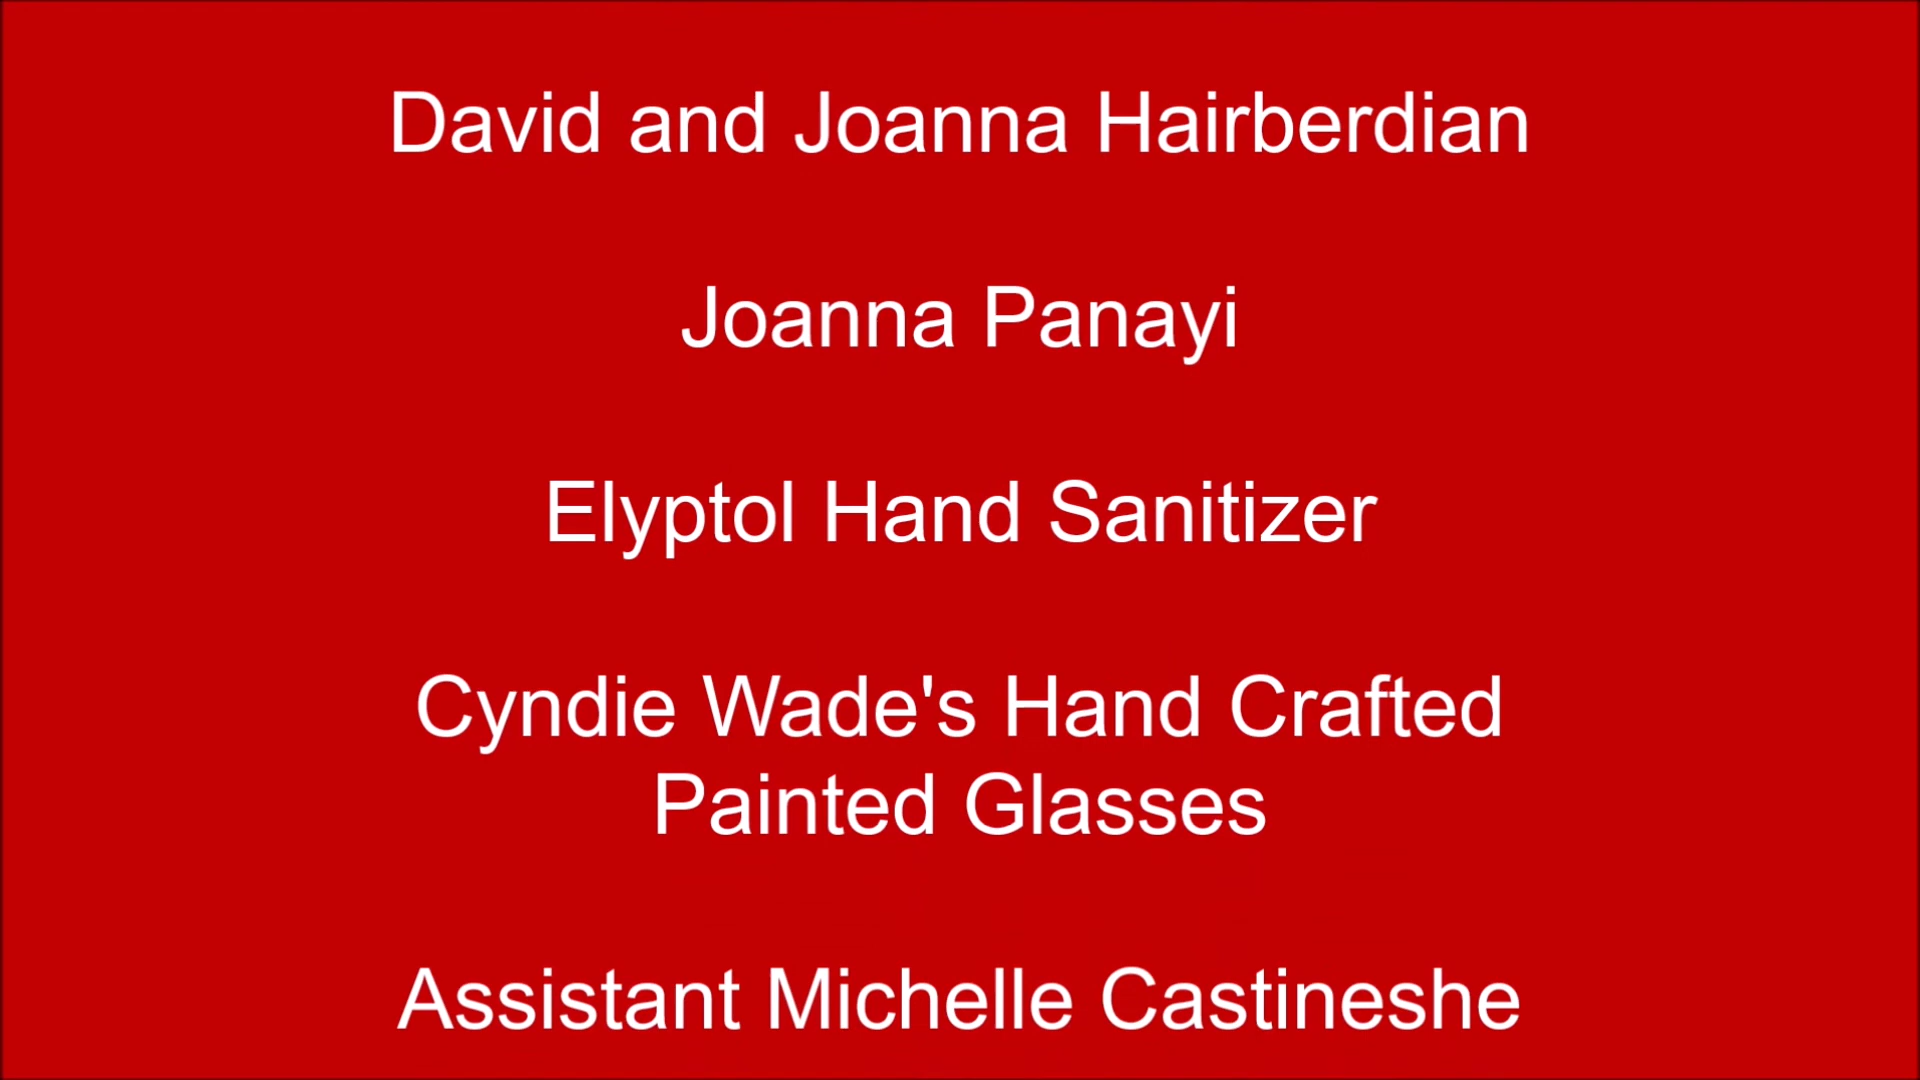 David and Joanna Hairberdian
Joanna Panayi
Elyptol Hand Sanitizer
Cyndie Wade's Hand Crafted
Painted Glasses
Assistant Michelle Castineshe